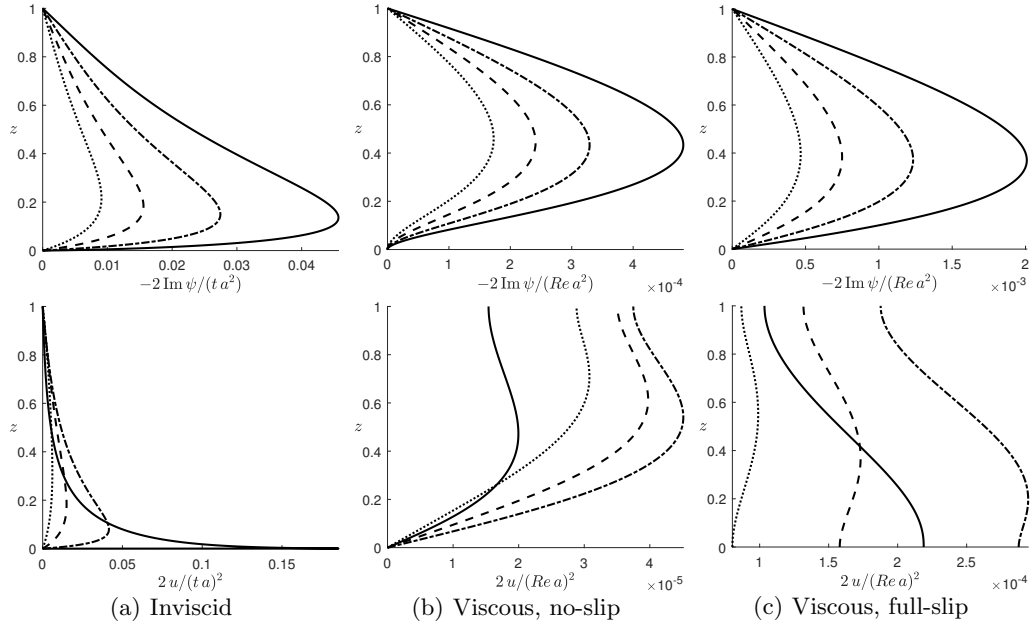 1
0.8
0.6
z
0.4
0.2
0
0 0.01 0.02 0.03 0.04
−2 Im ψ/(t a²)
1
0.8
0.6
z
0.4
0.2
0
0 1 2 3 4
−2 Im ψ/(Re a²) ×10⁻⁴
1
0.8
0.6
z
0.4
0.2
0
0 0.5 1 1.5 2
−2 Im ψ/(Re a²) ×10⁻³
1
0.8
0.6
z
0.4
0.2
0
0 0.05 0.1 0.15
2 u/(t a)²
1
0.8
0.6
z
0.4
0.2
0
0 1 2 3 4
2 u/(Re a)² ×10⁻⁵
1
0.8
0.6
z
0.4
0.2
0
1 1.5 2 2.5
2 u/(Re a)² ×10⁻⁴
(a) Inviscid
(b) Viscous, no-slip
(c) Viscous, full-slip